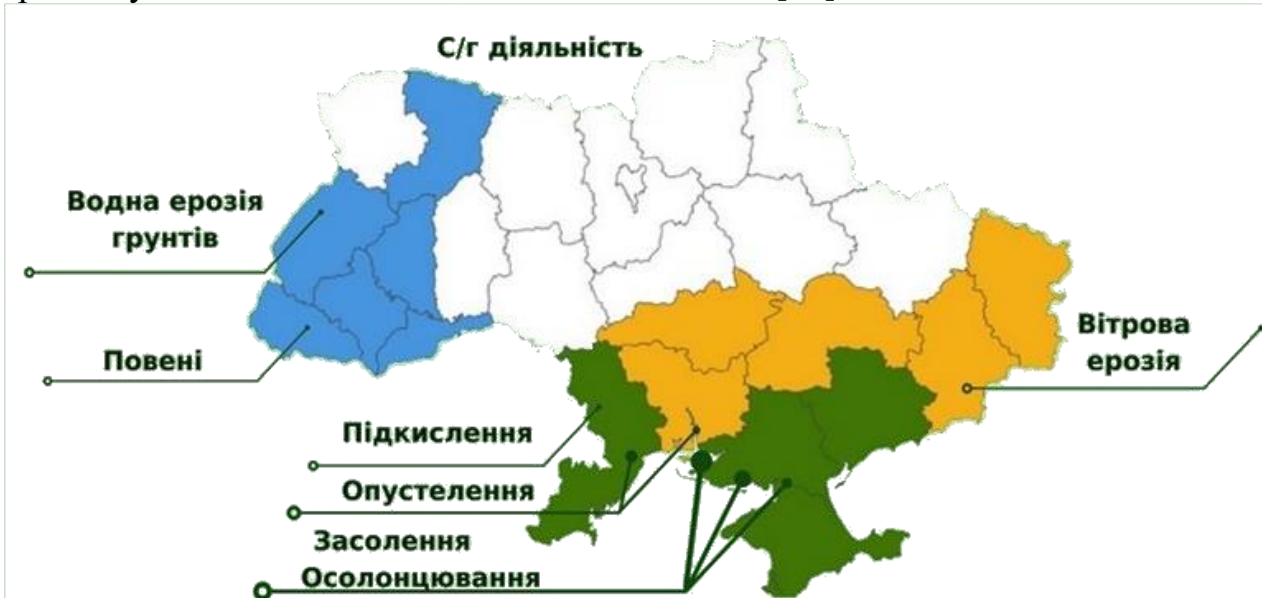 С/г діяльність
Водна ерозія
грунтів
Повені
Вітрова
ерозія
Підкислення
Опустелення
Засолення
Осолонцювання